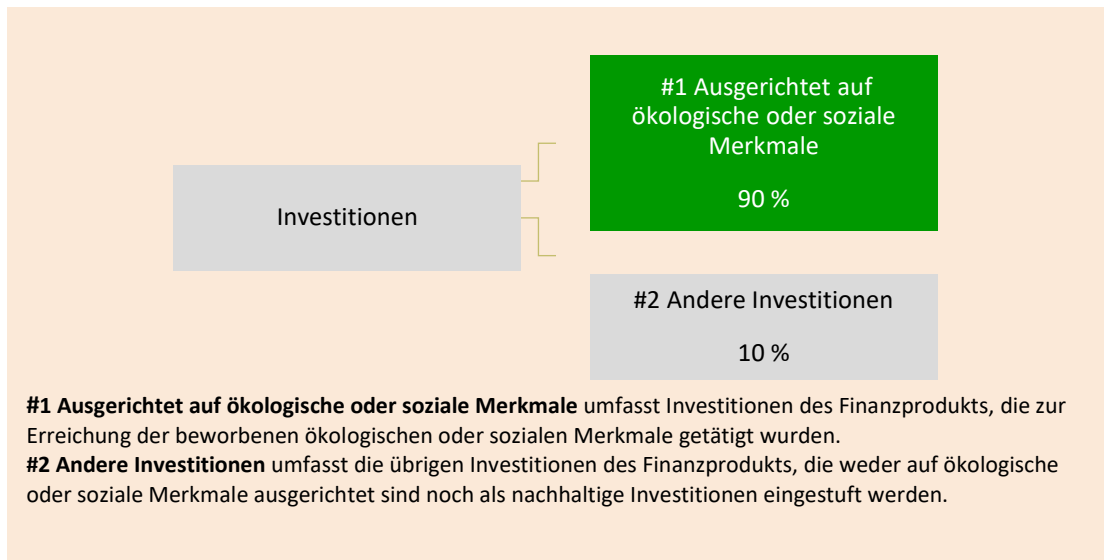 #1 Ausgerichtet auf
ökologische oder soziale
Merkmale
90 %
Investitionen
#2 Andere Investitionen
10 %
#1 Ausgerichtet auf ökologische oder soziale Merkmale umfasst Investitionen des Finanzprodukts, die zur
Erreichung der beworbenen ökologischen oder sozialen Merkmale getätigt wurden.
#2 Andere Investitionen umfasst die übrigen Investitionen des Finanzprodukts, die weder auf ökologische
oder soziale Merkmale ausgerichtet sind noch als nachhaltige Investitionen eingestuft werden.